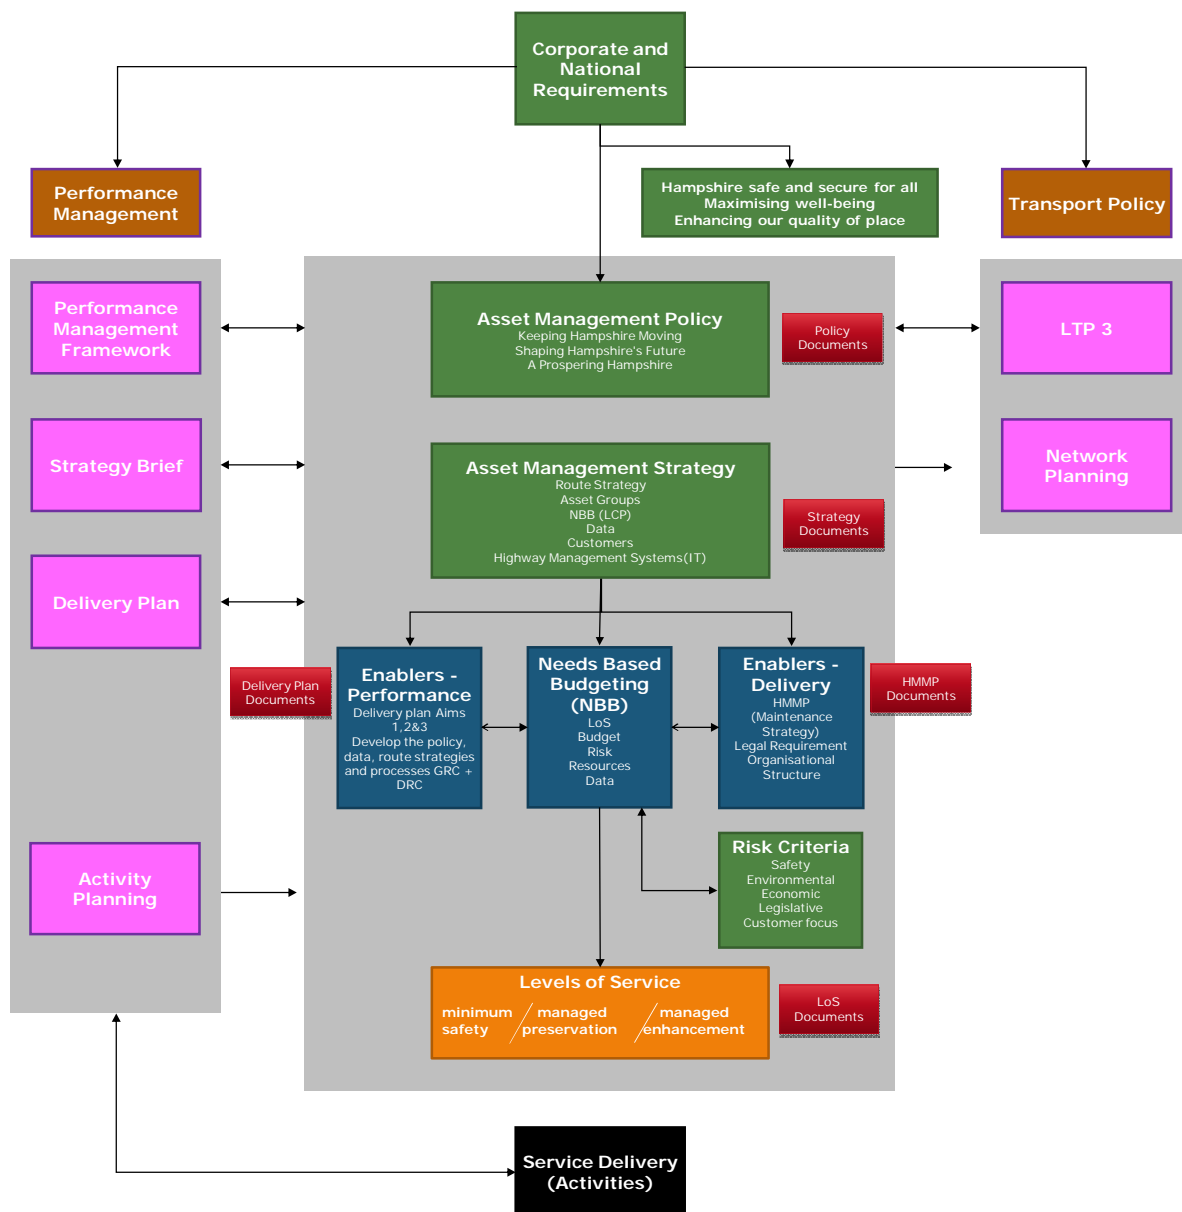 Corporate and
National
Requirements
Performance
Management
Hampshire safe and secure for all
Maximising well-being
Enhancing our quality of place
Transport Policy
Performance
Management
Framework
Asset Management Policy
Keeping Hampshire Moving
Shaping Hampshire's Future
A Prospering Hampshire
Policy
Documents
LTP 3
Strategy Brief
Asset Management Strategy
Route Strategy
Asset Groups
NBB (LCP)
Data
Customers
Highway Management Systems(IT)
Strategy
Documents
Network
Planning
Delivery Plan
Delivery Plan
Documents
Enablers -
Performance
Delivery plan Aims
1,2&3
Develop the policy,
data, route strategies
and processes GRC +
DRC
Needs Based
Budgeting
(NBB)
LoS
Budget
Risk
Resources
Data
Enablers -
Delivery
HMMP
(Maintenance
Strategy)
Legal Requirement
Organisational
Structure
HMMP
Documents
Activity
Planning
Risk Criteria
Safety
Environmental
Economic
Legislative
Customer focus
Levels of Service
minimum / managed / managed
safety preservation enhancement
LoS
Documents
Service Delivery
(Activities)